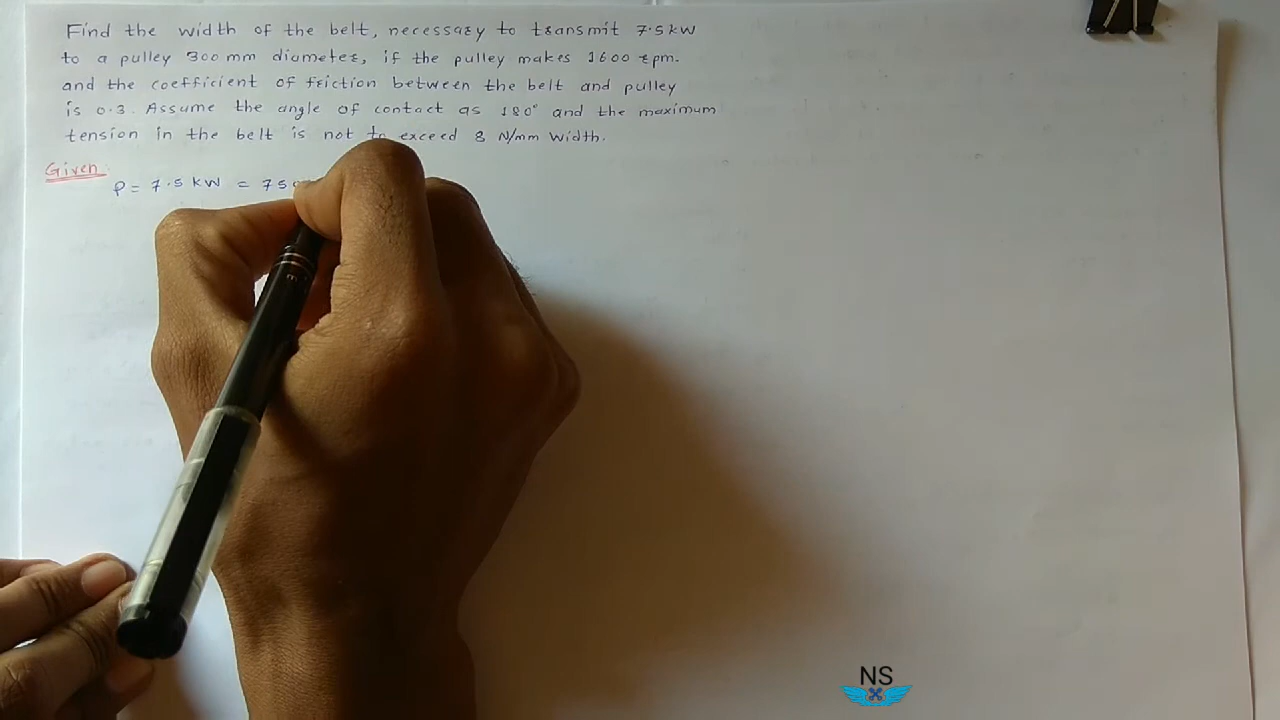 Find the width of the belt, necessary to transmit 7.5 kW
to a pulley 300 mm diameter, if the pulley makes 1600 rpm.
and the coefficient of friction between the belt and pulley
is 0.3. Assume the angle of contact as 180° and the maximum
tension in the belt is not to exceed 8 N/mm width.
Given
P = 7.5 kW = 750
NS